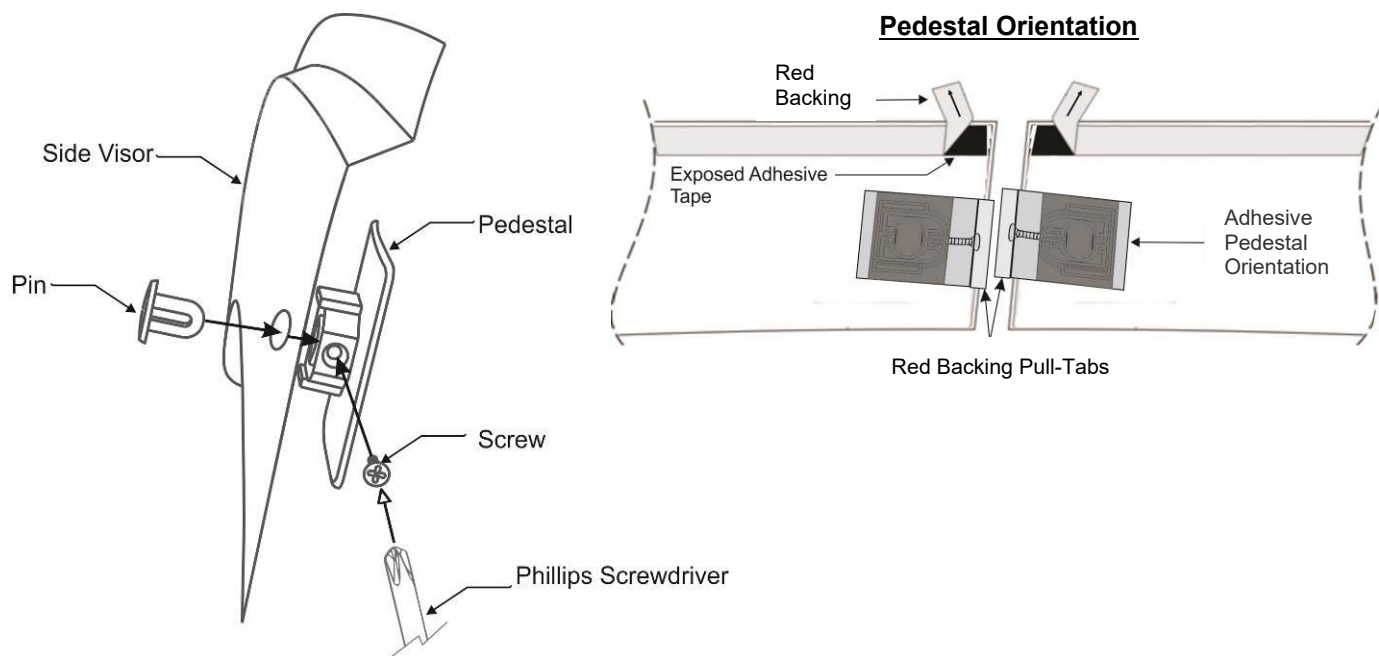 Pedestal Orientation
Red
Backing
Side Visor
Exposed Adhesive
Tape
Pedestal
Adhesive
Pedestal
Orientation
Pin
Red Backing Pull-Tabs
Screw
Phillips Screwdriver